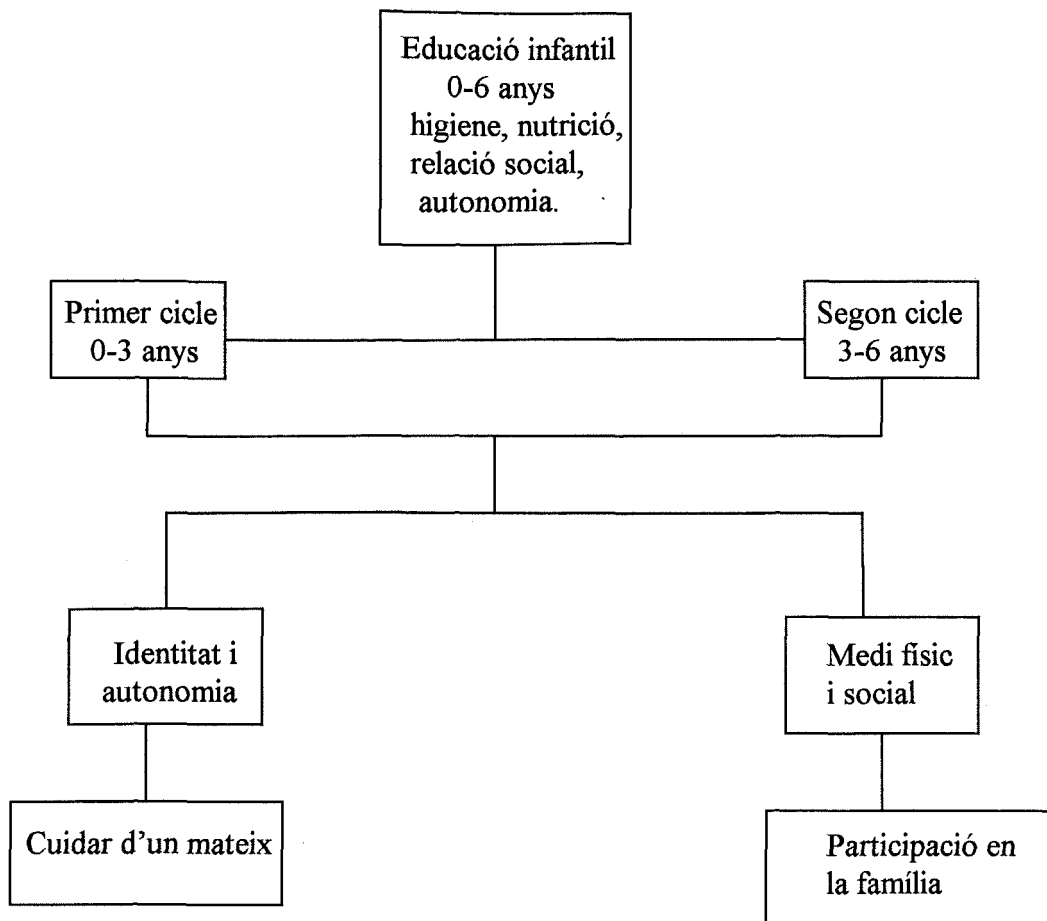 Educació infantil
0-6 anys
higiene, nutrició,
relació social,
autonomia.
Primer cicle
0-3 anys
Segon cicle
3-6 anys
Identitat i
autonomia
Medi físic
i social
Cuidar d'un mateix
Participació en
la família